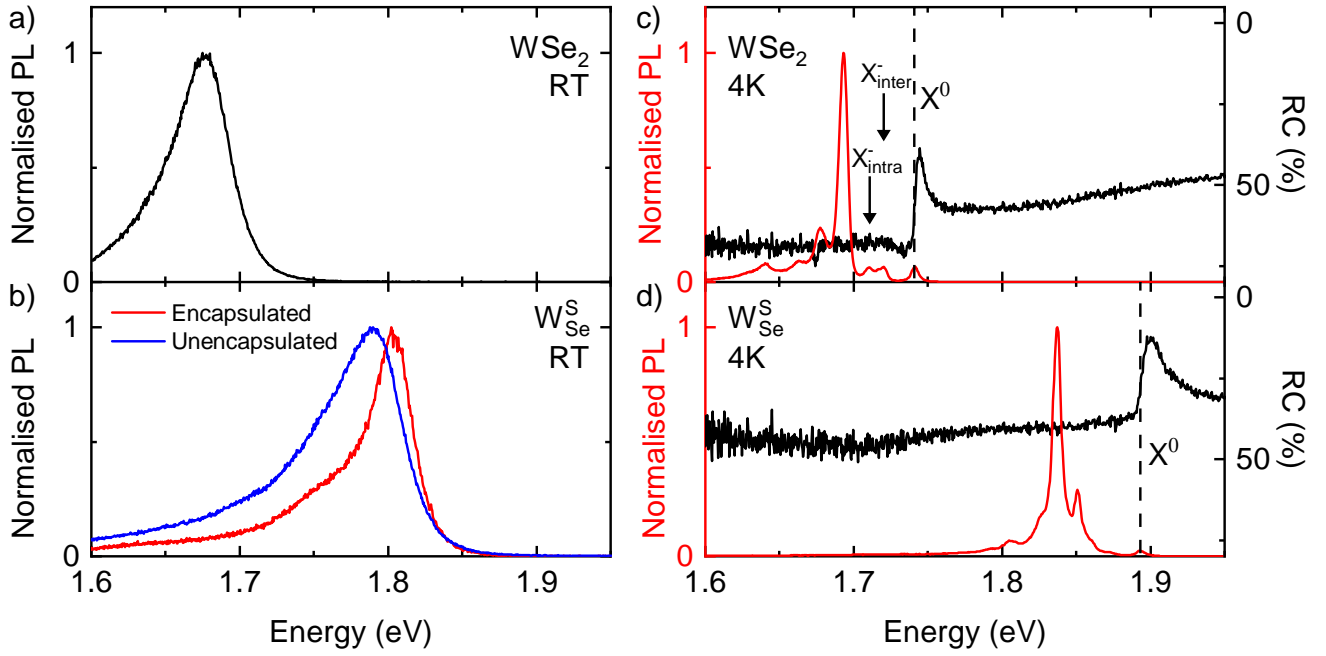 a)
Normalised PL
1
0
WSe₂
RT
b)
Normalised PL
1
0
Encapsulated
Unencapsulated
W^S_Se
RT
1.6 1.7 1.8 1.9
Energy (eV)
c)
Normalised PL
1
0
WSe₂
4K
X^-_inter
X^-_intra
X⁰
0
50
RC (%)
d)
Normalised PL
1
0
W^S_Se
4K
X⁰
0
50
RC (%)
1.6 1.7 1.8 1.9
Energy (eV)